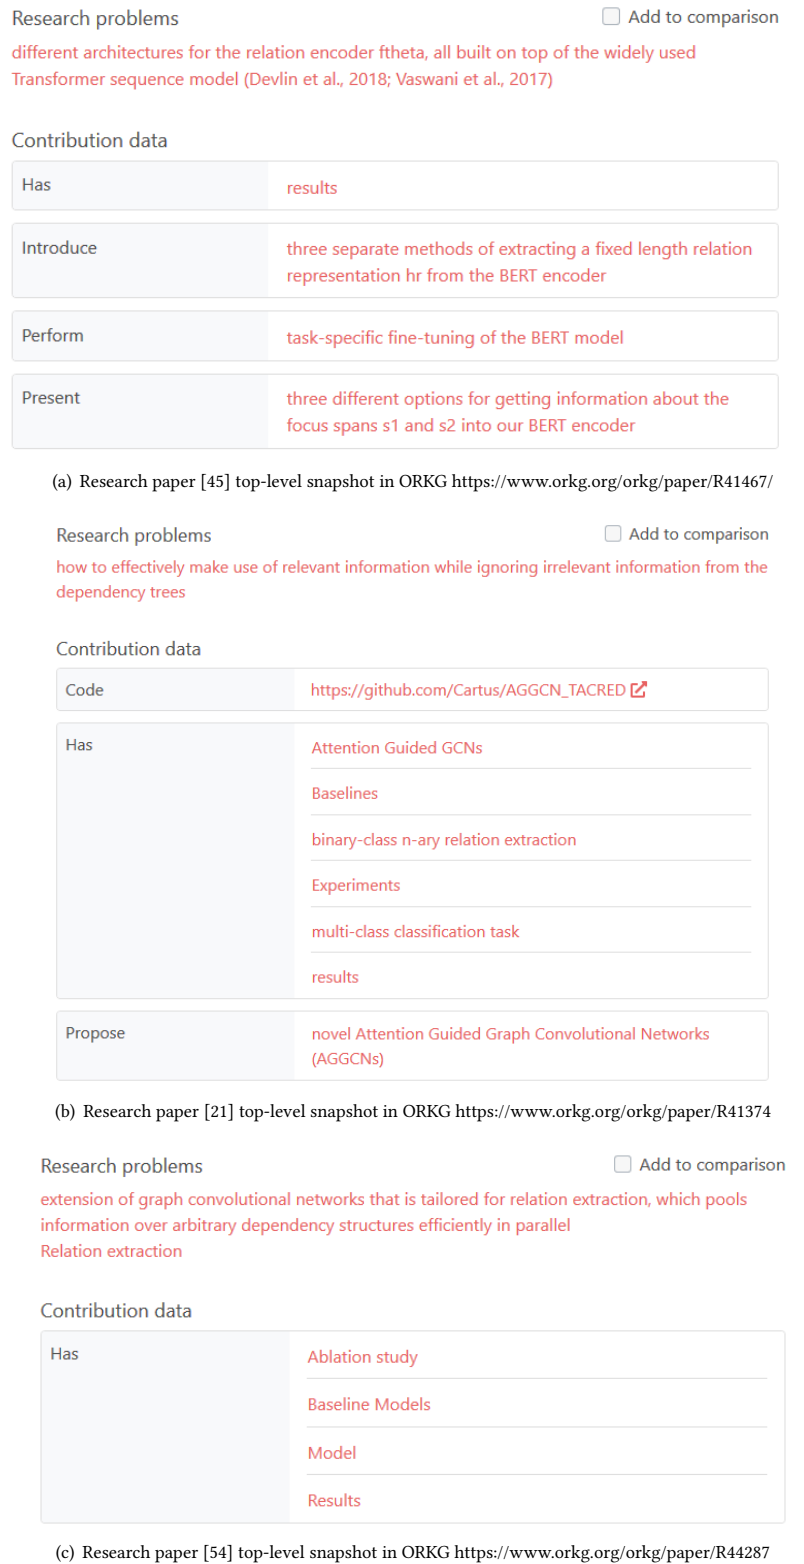 Research problems
Add to comparison
different architectures for the relation encoder ftheta, all built on top of the widely used
Transformer sequence model (Devlin et al., 2018; Vaswani et al., 2017)
Contribution data
Has
results
Introduce
three separate methods of extracting a fixed length relation
representation hr from the BERT encoder
Perform
task-specific fine-tuning of the BERT model
Present
three different options for getting information about the
focus spans s1 and s2 into our BERT encoder
(a) Research paper [45] top-level snapshot in ORKG https://www.orkg.org/orkg/paper/R41467/
Research problems
Add to comparison
how to effectively make use of relevant information while ignoring irrelevant information from the
dependency trees
Contribution data
Code
https://github.com/Cartus/AGGCN_TACRED
Has
Attention Guided GCNs
Baselines
binary-class n-ary relation extraction
Experiments
multi-class classification task
results
Propose
novel Attention Guided Graph Convolutional Networks
(AGGCNs)
(b) Research paper [21] top-level snapshot in ORKG https://www.orkg.org/orkg/paper/R41374
Research problems
Add to comparison
extension of graph convolutional networks that is tailored for relation extraction, which pools
information over arbitrary dependency structures efficiently in parallel
Relation extraction
Contribution data
Has
Ablation study
Baseline Models
Model
Results
(c) Research paper [54] top-level snapshot in ORKG https://www.orkg.org/orkg/paper/R44287